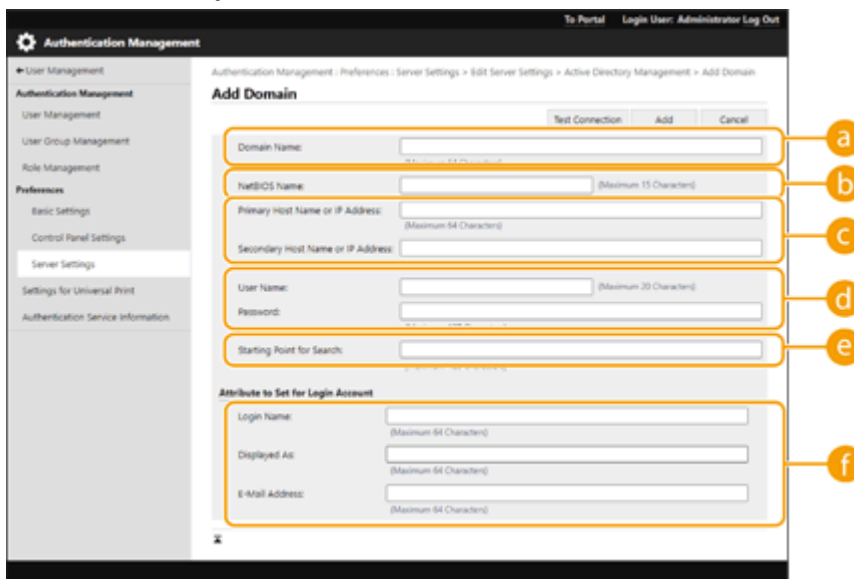 To Portal Login User: Administrator Log Out
Authentication Management
User Management
Authentication Management : Preferences : Server Settings > Edit Server Settings > Active Directory Management > Add Domain
Authentication Management
Add Domain
User Management
Test Connection Add Cancel
User Group Management
Domain Name:
a
Role Management
NetBIOS Name:
(Maximum 15 Characters)
b
Preferences
Basic Settings
Primary Host Name or IP Address:
(Maximum 64 Characters)
c
Control Panel Settings
Secondary Host Name or IP Address:
Server Settings
Settings for Universal Print
User Name:
(Maximum 20 Characters)
d
Authentication Service Information
Password:
Starting Point for Search:
e
Attribute to Set for Login Account
Login Name:
(Maximum 64 Characters)
Displayed As:
(Maximum 64 Characters)
f
E-Mail Address:
(Maximum 64 Characters)